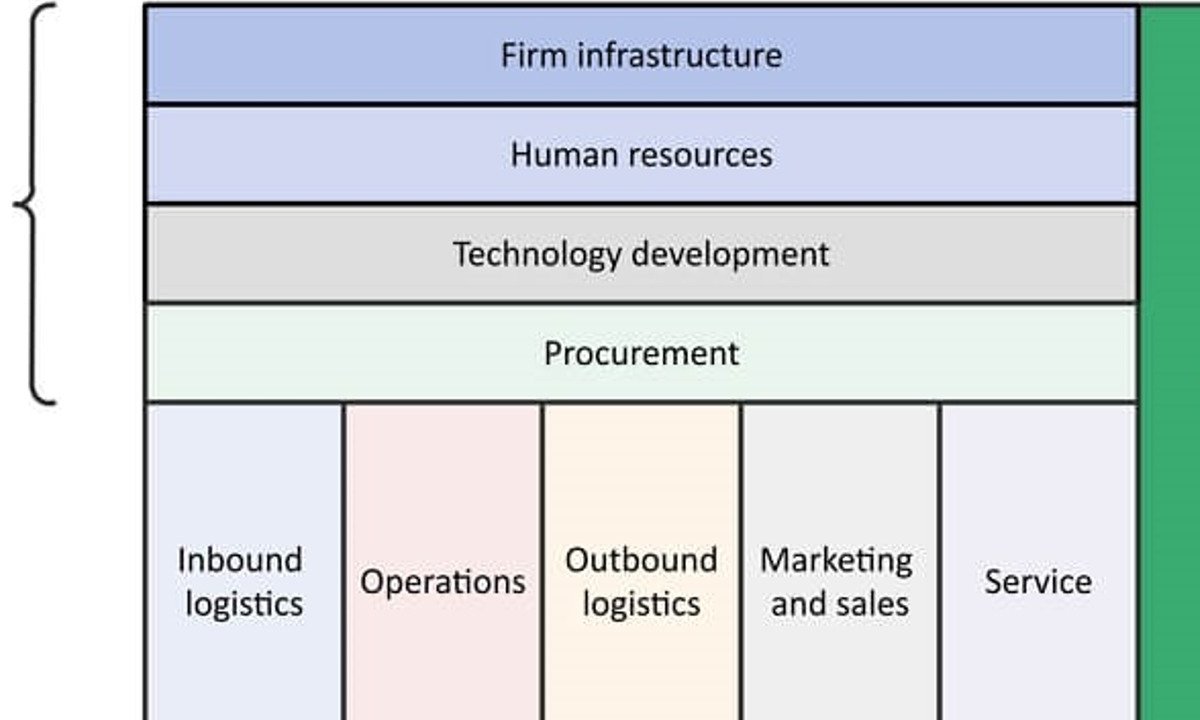 Firm infrastructure
Human resources
Technology development
Procurement
Inbound
logistics
Operations
Outbound
logistics
Marketing
and sales
Service